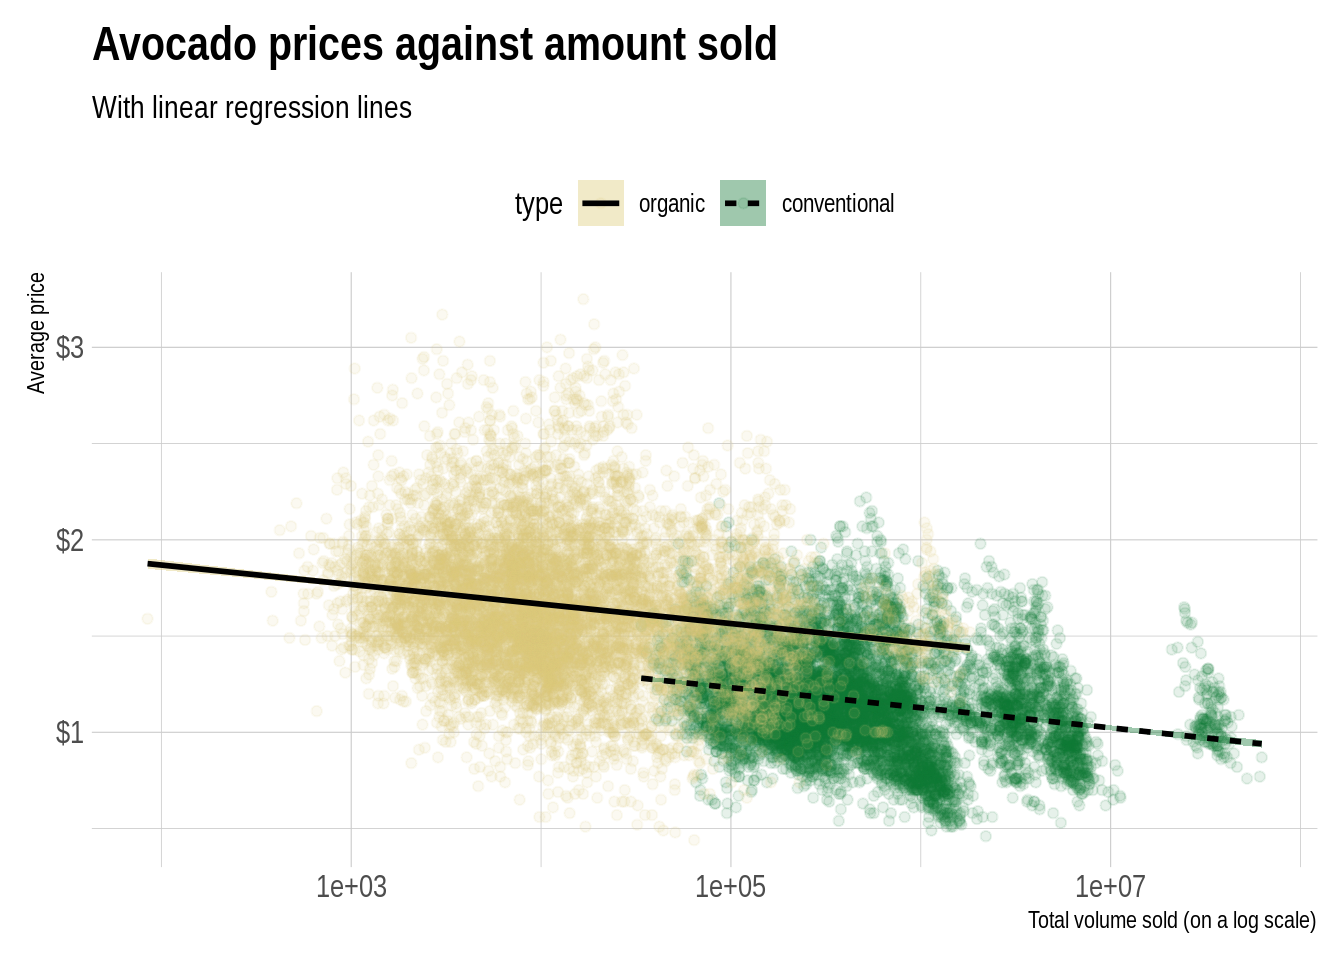 Avocado prices against amount sold
With linear regression lines
type organic conventional
Average price
$3
$2
$1
1e+03 1e+05 1e+07
Total volume sold (on a log scale)